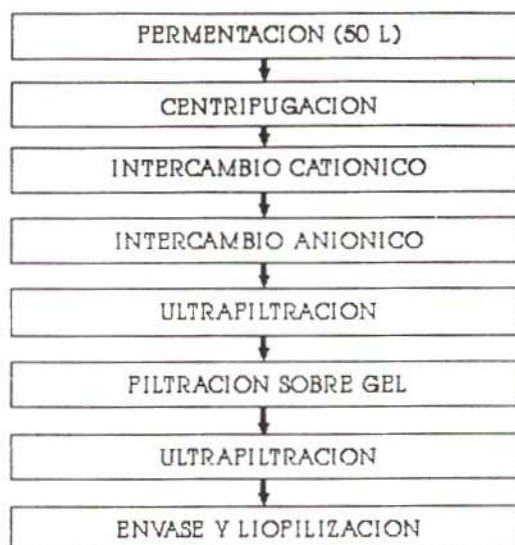 PERMENTACION (50 L)
CENTRIPUGACION
INTERCAMBIO CATIONICO
INTERCAMBIO ANIONICO
ULTRAPILTRACION
PILTRACION SOBRE GEL
ULTRAPILTRACION
ENVASE Y LIOPILIZACION